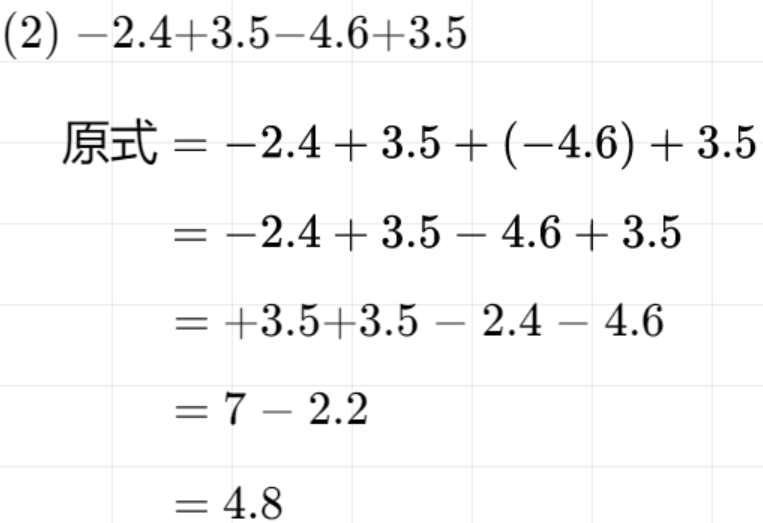 (2) −2.4+3.5−4.6+3.5
原式 = −2.4 + 3.5 + (−4.6) + 3.5
= −2.4 + 3.5 − 4.6 + 3.5
= +3.5+3.5 − 2.4 − 4.6
= 7 − 2.2
= 4.8